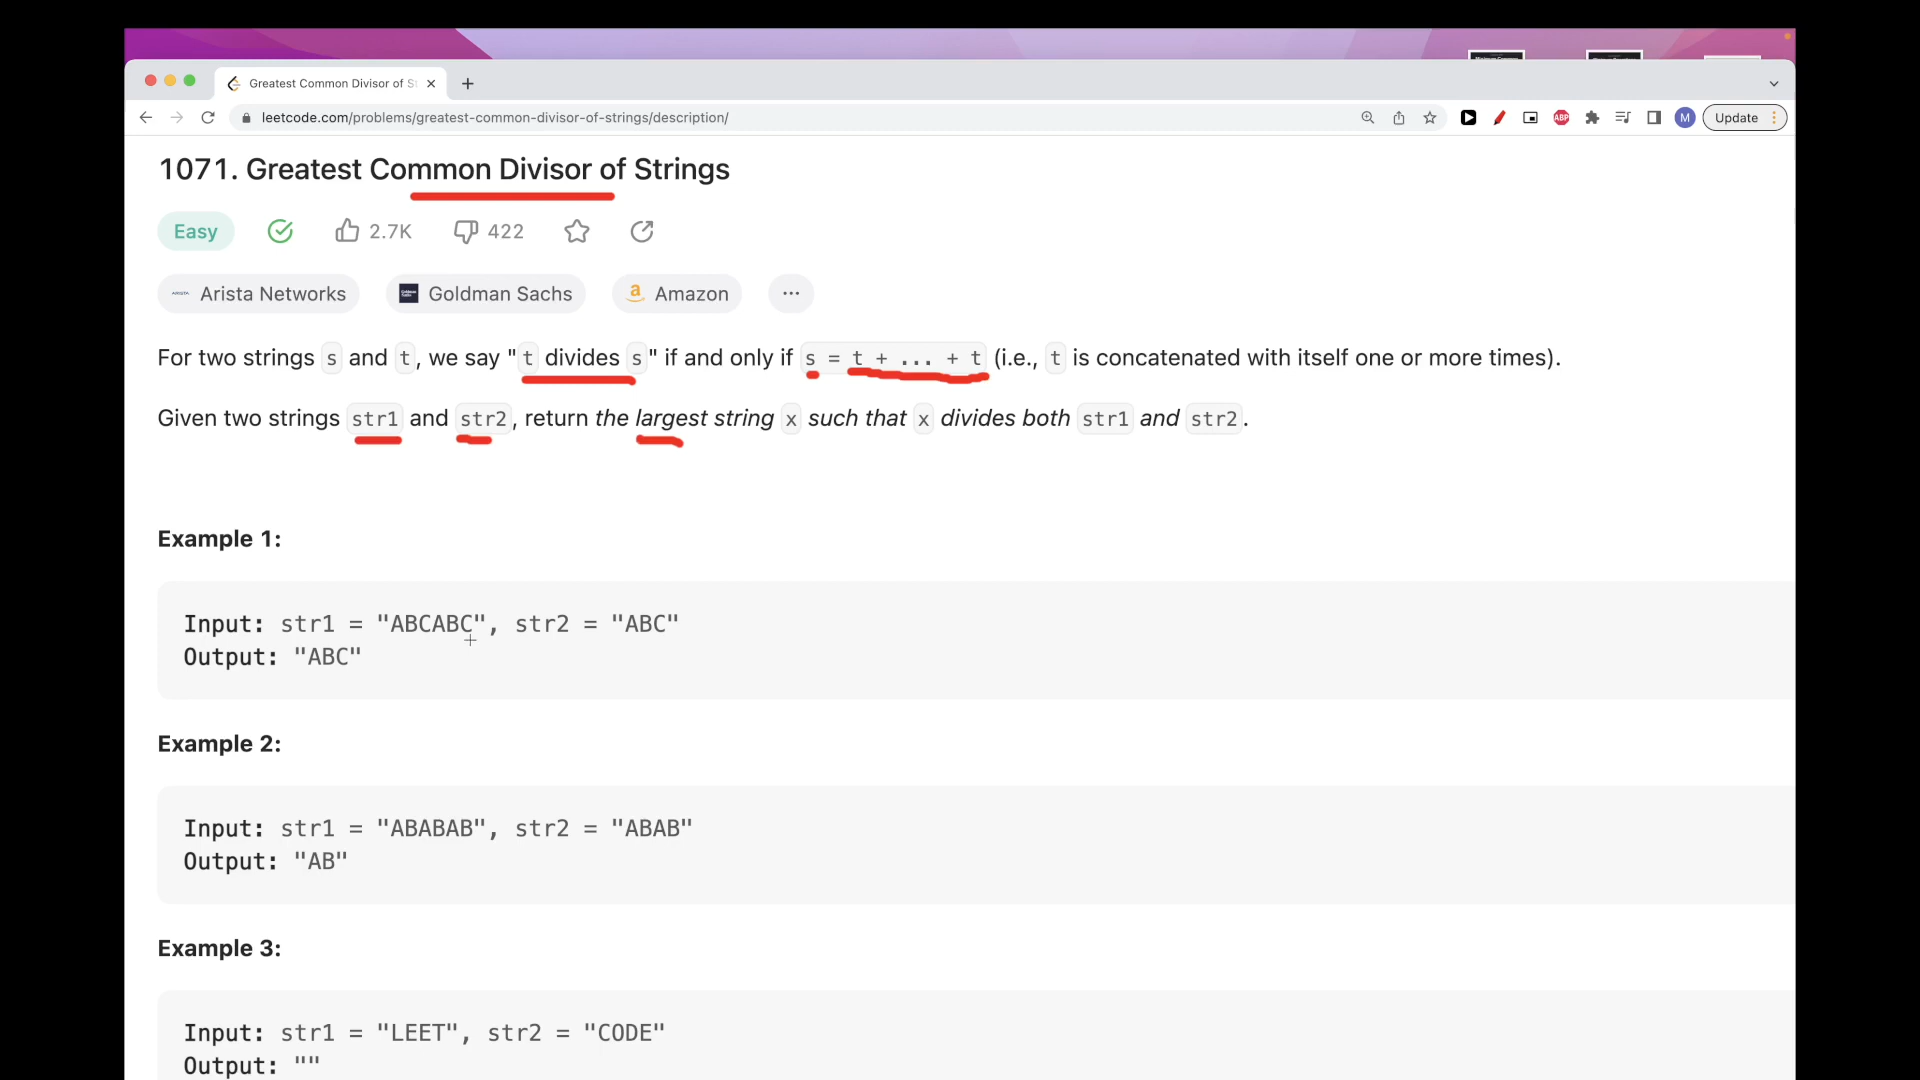 Greatest Common Divisor of S
leetcode.com/problems/greatest-common-divisor-of-strings/description/
ABP
M
Update
1071. Greatest Common Divisor of Strings
Easy
2.7K
422
Arista Networks
Goldman Sachs
Amazon
...
For two strings s and t, we say "t divides s" if and only if s = t + ... + t (i.e., t is concatenated with itself one or more times).
Given two strings str1 and str2, return the largest string x such that x divides both str1 and str2.
Example 1:
Input: str1 = "ABCABC", str2 = "ABC"
Output: "ABC"
Example 2:
Input: str1 = "ABABAB", str2 = "ABAB"
Output: "AB"
Example 3:
Input: str1 = "LEET", str2 = "CODE"
Output: ""